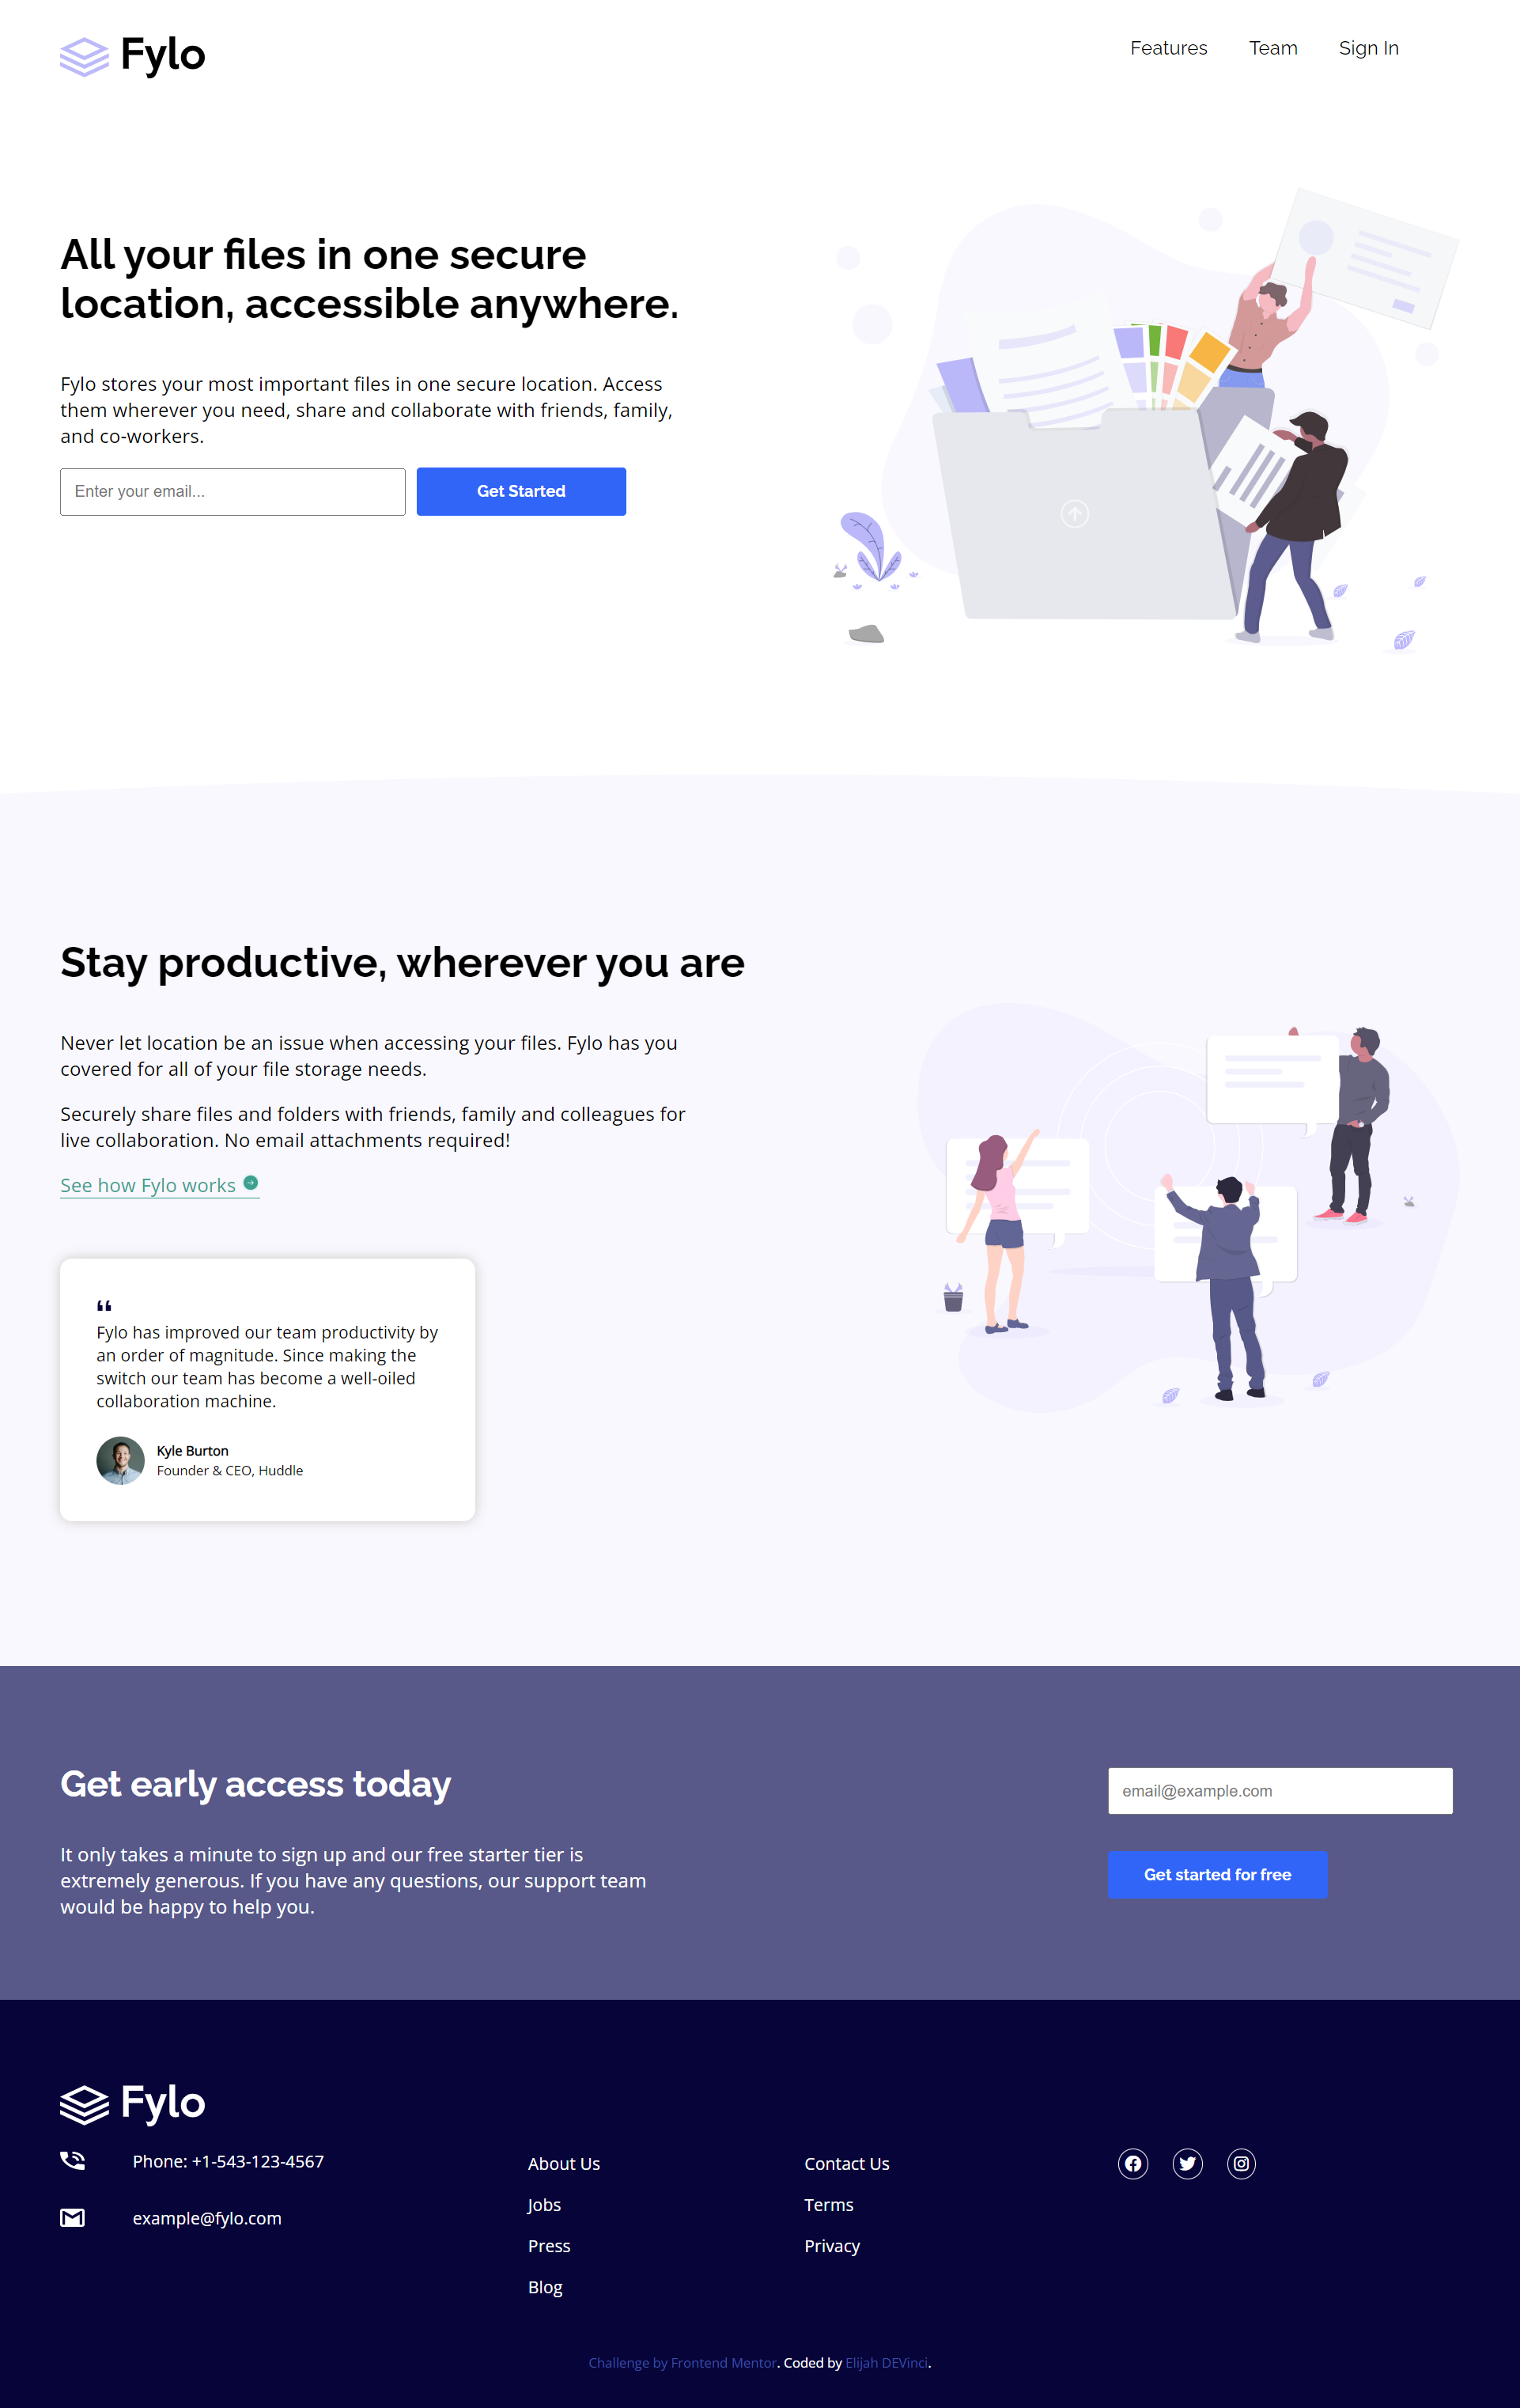 Fylo
Features
Team
Sign In
All your files in one secure
location, accessible anywhere.
Fylo stores your most important files in one secure location. Access
them wherever you need, share and collaborate with friends, family,
and co-workers.
Enter your email...
Get Started
Stay productive, wherever you are
Never let location be an issue when accessing your files. Fylo has you
covered for all of your file storage needs.
Securely share files and folders with friends, family and colleagues for
live collaboration. No email attachments required!
See how Fylo works
“
Fylo has improved our team productivity by
an order of magnitude. Since making the
switch our team has become a well-oiled
collaboration machine.
Kyle Burton
Founder & CEO, Huddle
Get early access today
It only takes a minute to sign up and our free starter tier is
extremely generous. If you have any questions, our support team
would be happy to help you.
email@example.com
Get started for free
Fylo
Phone: +1-543-123-4567
example@fylo.com
About Us
Jobs
Press
Blog
Contact Us
Terms
Privacy
Challenge by Frontend Mentor. Coded by Elijah DEVinci.